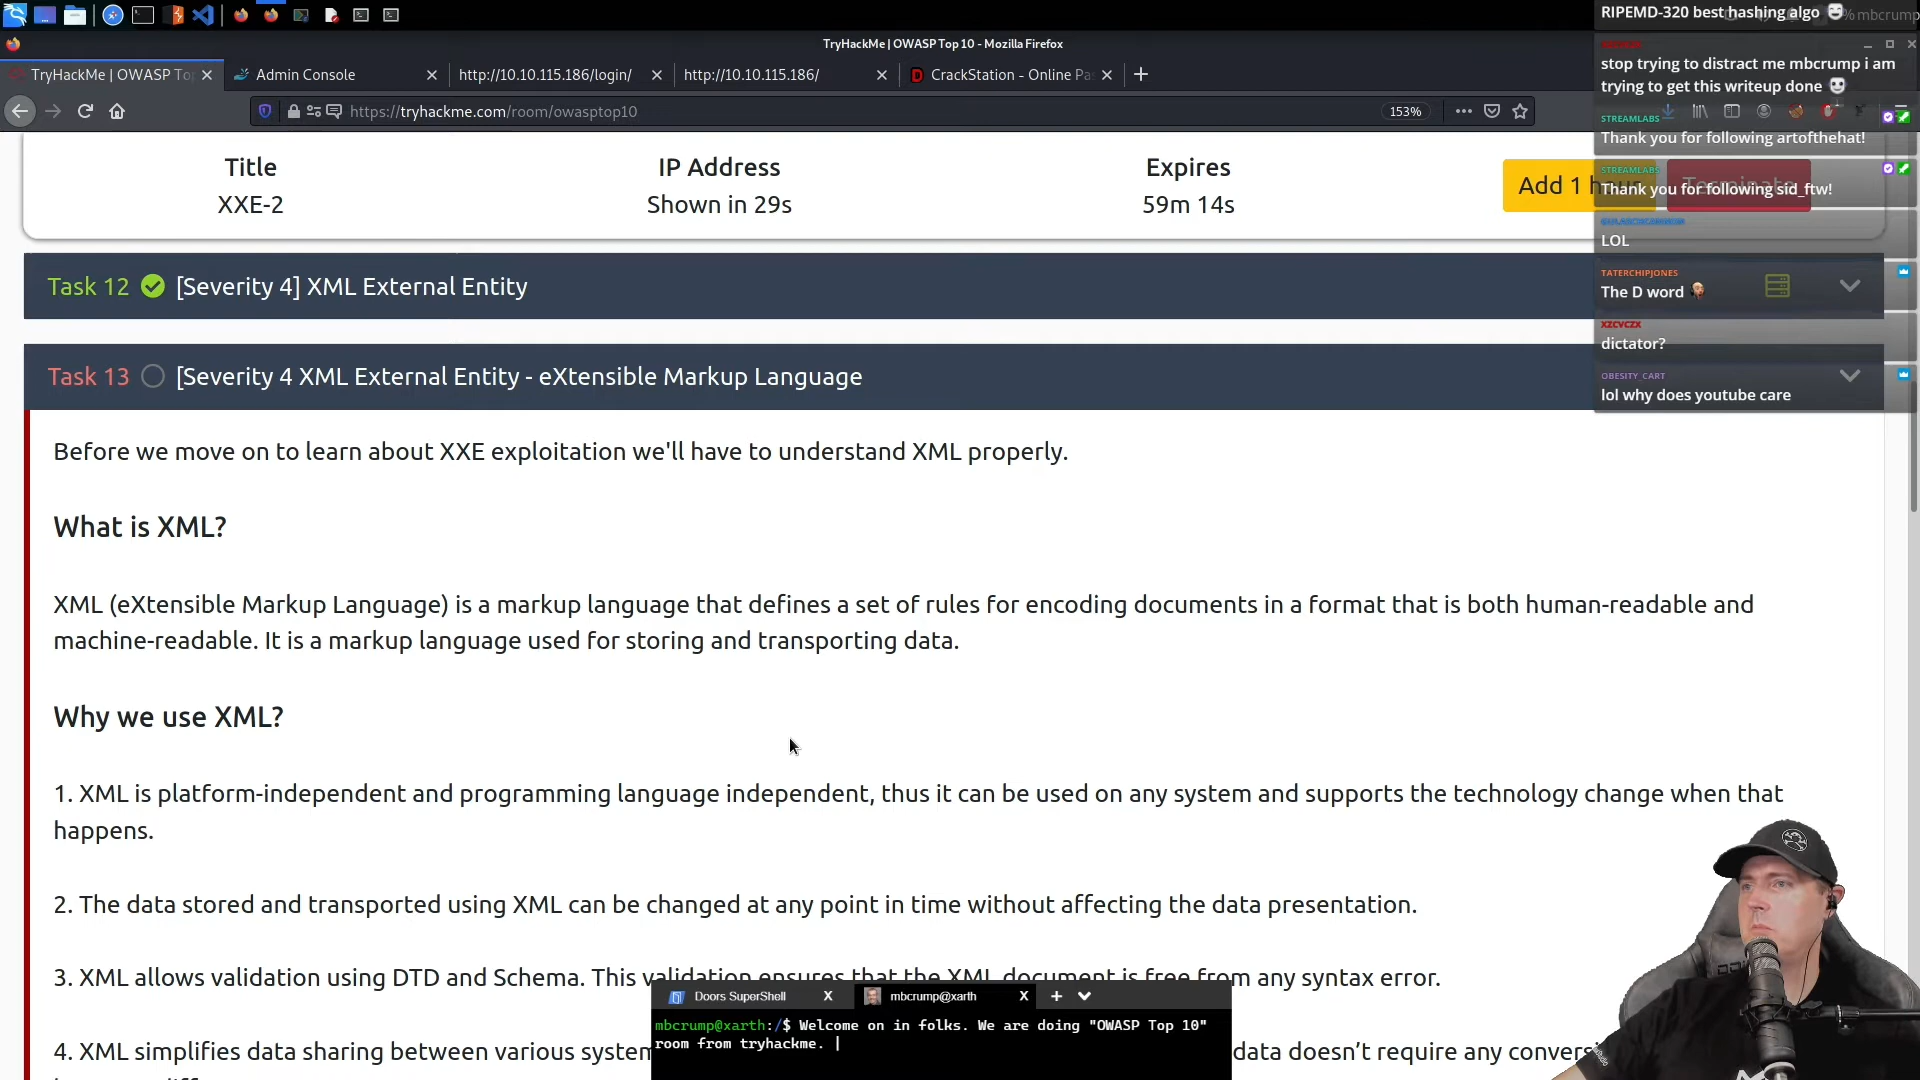 TryHackMe | OWASP Top 10 - Mozilla Firefox
TryHackMe | OWASP To
Admin Console
http://10.10.115.186/login/
http://10.10.115.186/
CrackStation - Online Pa
https://tryhackme.com/room/owasptop10
153%
Title
IP Address
Expires
XXE-2
Shown in 29s
59m 14s
Add 1 h
Terminate
Task 12 [Severity 4] XML External Entity
Task 13 [Severity 4 XML External Entity - eXtensible Markup Language
Before we move on to learn about XXE exploitation we'll have to understand XML properly.
What is XML?
XML (eXtensible Markup Language) is a markup language that defines a set of rules for encoding documents in a format that is both human-readable and
machine-readable. It is a markup language used for storing and transporting data.
Why we use XML?
1. XML is platform-independent and programming language independent, thus it can be used on any system and supports the technology change when that
happens.
2. The data stored and transported using XML can be changed at any point in time without affecting the data presentation.
3. XML allows validation using DTD and Schema. This validation ensures that the XML document is free from any syntax error.
4. XML simplifies data sharing between various system
data doesn't require any convers
RIPEMD-320 best hashing algo
% mbcrump
stop trying to distract me mbcrump i am
trying to get this writeup done
STREAMLABS
Thank you for following artofthehat!
STREAMLABS
Thank you for following sid_ftw!
LOL
TATERCHIPJONES
The D word
XZCVCZX
dictator?
OBESITY_CART
lol why does youtube care
Doors SuperShell
mbcrump@xarth
mbcrump@xarth:/$ Welcome on in folks. We are doing "OWASP Top 10"
room from tryhackme. |